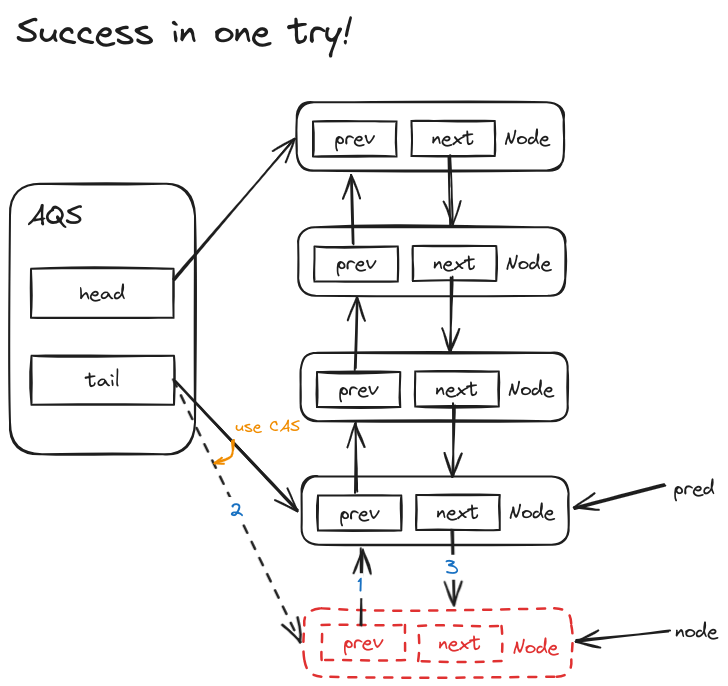 Success in one try!
prev next Node
AQS
prev next Node
head
tail
prev next Node
use CAS
pred
prev next Node
2
1
3
node
prev next Node